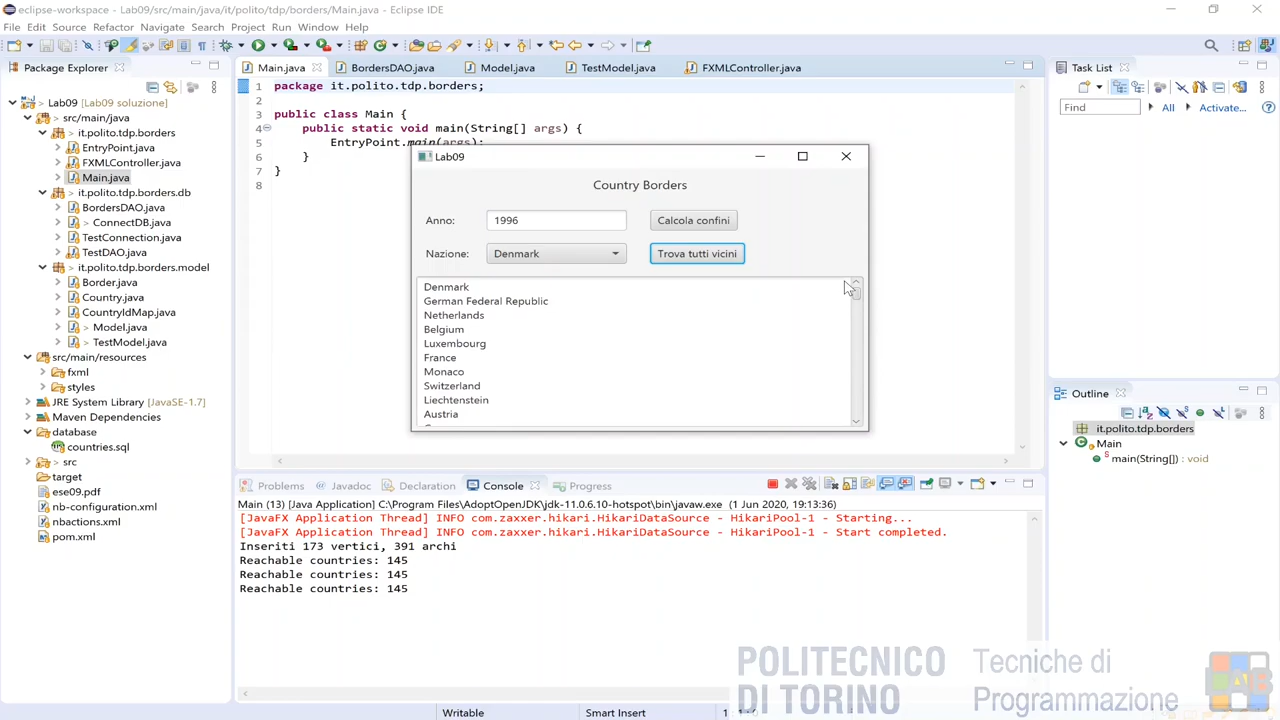 eclipse-workspace - Lab09/src/main/java/it/polito/tdp/borders/Main.java - Eclipse IDE
File Edit Source Refactor Navigate Search Project Run Window Help
Package Explorer
Lab09 [Lab09 soluzione]
src/main/java
it.polito.tdp.borders
EntryPoint.java
FXMLController.java
Main.java
it.polito.tdp.borders.db
BordersDAO.java
> ConnectDB.java
TestConnection.java
TestDAO.java
it.polito.tdp.borders.model
Border.java
Country.java
CountryIdMap.java
> Model.java
TestModel.java
src/main/resources
fxml
styles
JRE System Library [JavaSE-1.7]
Maven Dependencies
database
countries.sql
> src
target
ese09.pdf
nb-configuration.xml
nbactions.xml
pom.xml
Main.java BordersDAO.java Model.java TestModel.java FXMLController.java
1 package it.polito.tdp.borders;
2
3 public class Main {
4 public static void main(String[] args) {
5 EntryPoint.main(args);
6 }
7 }
8
Lab09
Country Borders
Anno: 1996 Calcola confini
Nazione: Denmark Trova tutti vicini
Denmark
German Federal Republic
Netherlands
Belgium
Luxembourg
France
Monaco
Switzerland
Liechtenstein
Austria
Task List
Find All Activate...
Outline
it.polito.tdp.borders
Main
main(String[]) : void
Problems Javadoc Declaration Console Progress
Main (13) [Java Application] C:\Program Files\AdoptOpenJDK\jdk-11.0.6.10-hotspot\bin\javaw.exe (1 Jun 2020, 19:13:36)
[JavaFX Application Thread] INFO com.zaxxer.hikari.HikariDataSource - HikariPool-1 - Starting...
[JavaFX Application Thread] INFO com.zaxxer.hikari.HikariDataSource - HikariPool-1 - Start completed.
Inseriti 173 vertici, 391 archi
Reachable countries: 145
Reachable countries: 145
Reachable countries: 145
POLITECNICO
DI TORINO
Tecniche di
Programmazione
Writable Smart Insert